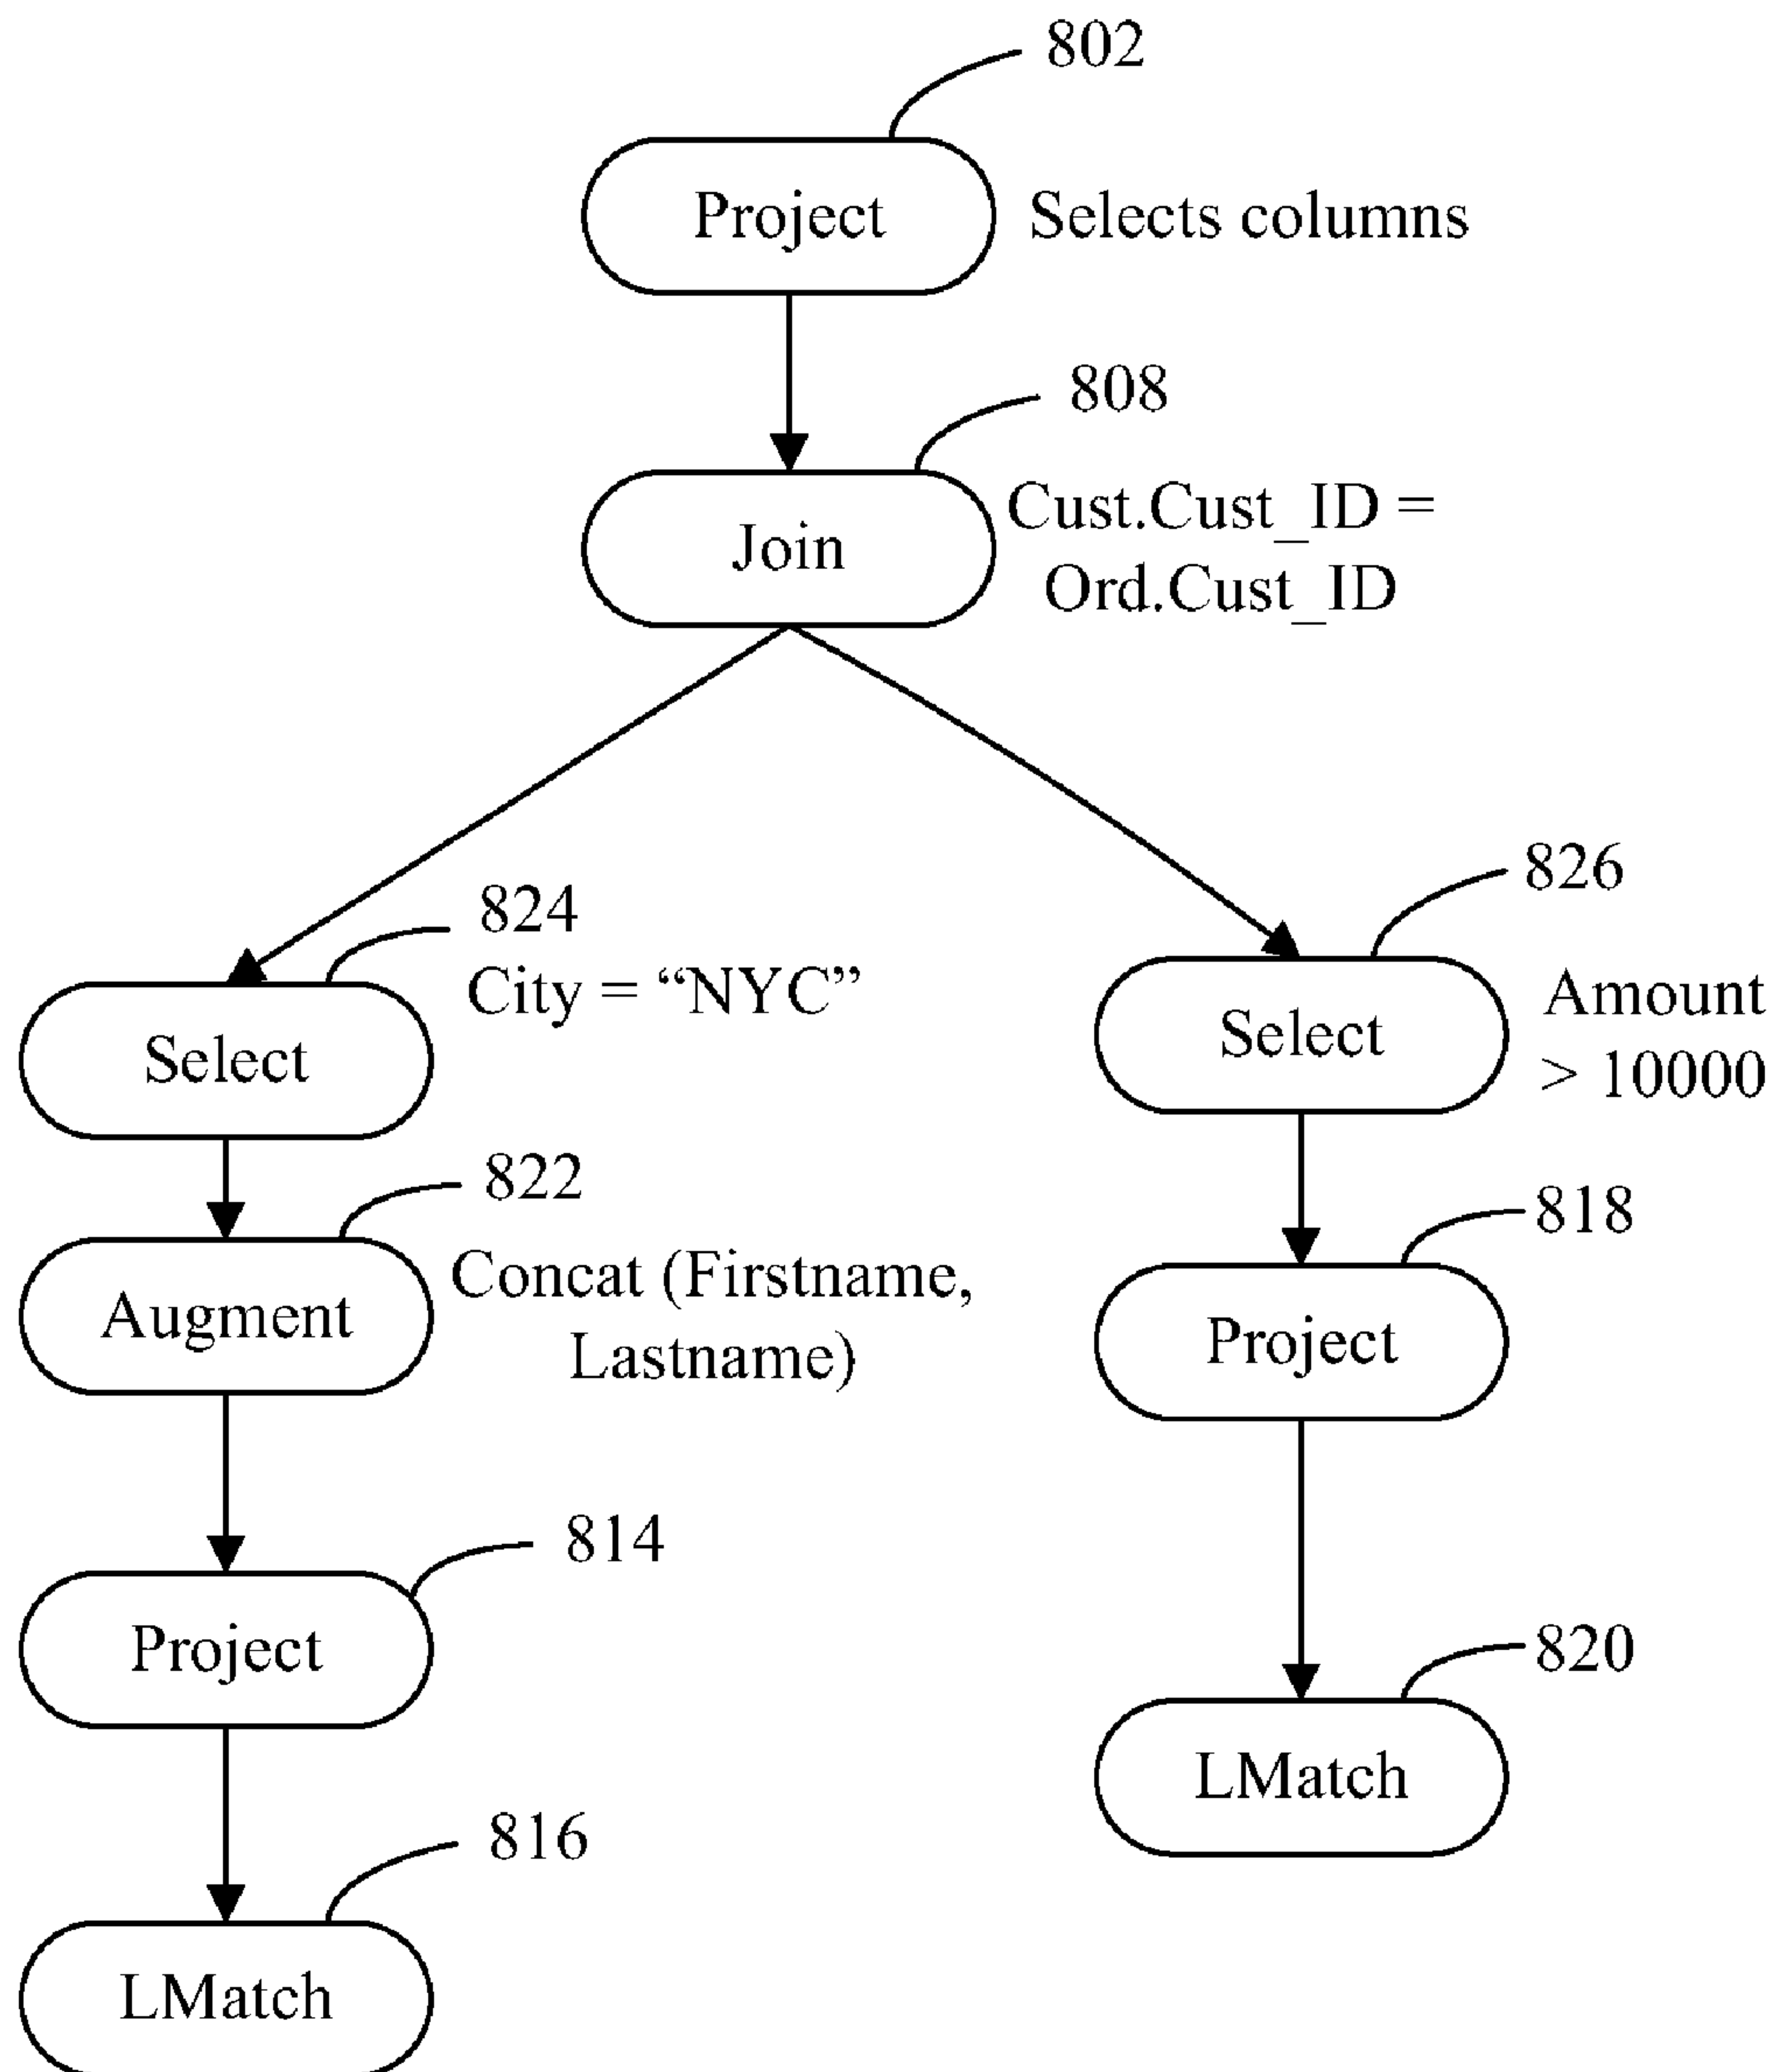 802
Project
Selects columns
808
Join
Cust.Cust_ID =
Ord.Cust_ID
824
City = “NYC”
Select
822
Augment
Concat (Firstname,
Lastname)
814
Project
816
LMatch
826
Select
Amount
> 10000
818
Project
820
LMatch